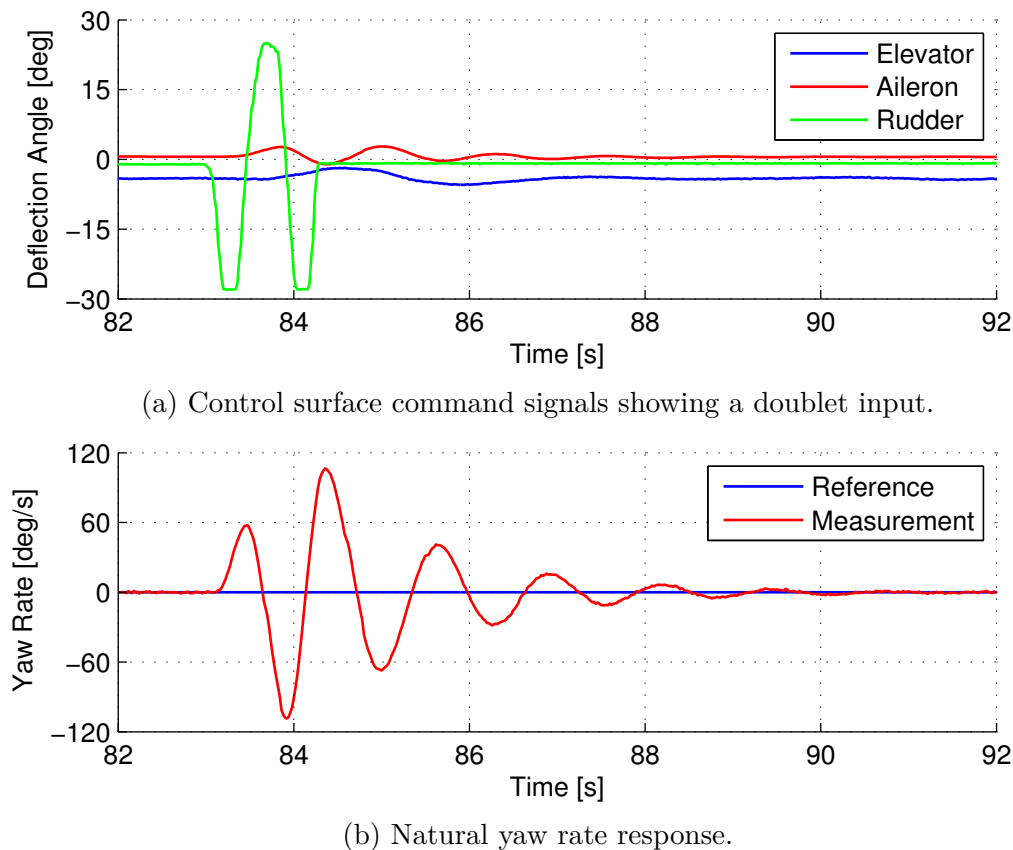 30
15
0
−15
−30
Deflection Angle [deg]
Elevator
Aileron
Rudder
82 84 86 88 90 92
Time [s]
(a) Control surface command signals showing a doublet input.
120
60
0
−60
−120
Yaw Rate [deg/s]
Reference
Measurement
82 84 86 88 90 92
Time [s]
(b) Natural yaw rate response.